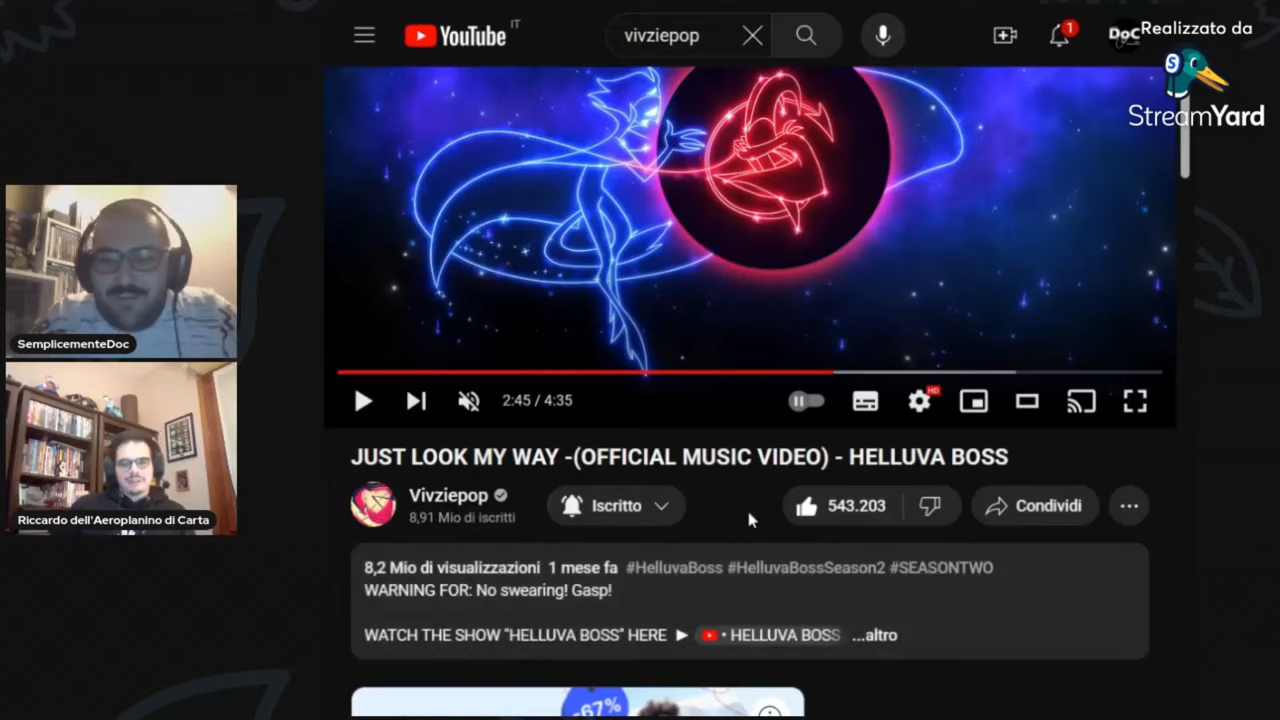 YouTube
IT
vivziepop
1
DOC
Realizzato da
S
StreamYard
SemplicementeDoc
Riccardo dell'Aeroplanino di Carta
2:45 / 4:35
HD
JUST LOOK MY WAY -(OFFICIAL MUSIC VIDEO) - HELLUVA BOSS
Vivziepop
8,91 Mio di iscritti
Iscritto
543.203
Condividi
8,2 Mio di visualizzazioni 1 mese fa #HelluvaBoss #HelluvaBossSeason2 #SEASONTWO
WARNING FOR: No swearing! Gasp!
WATCH THE SHOW "HELLUVA BOSS" HERE ► • HELLUVA BOSS ...altro
-67%